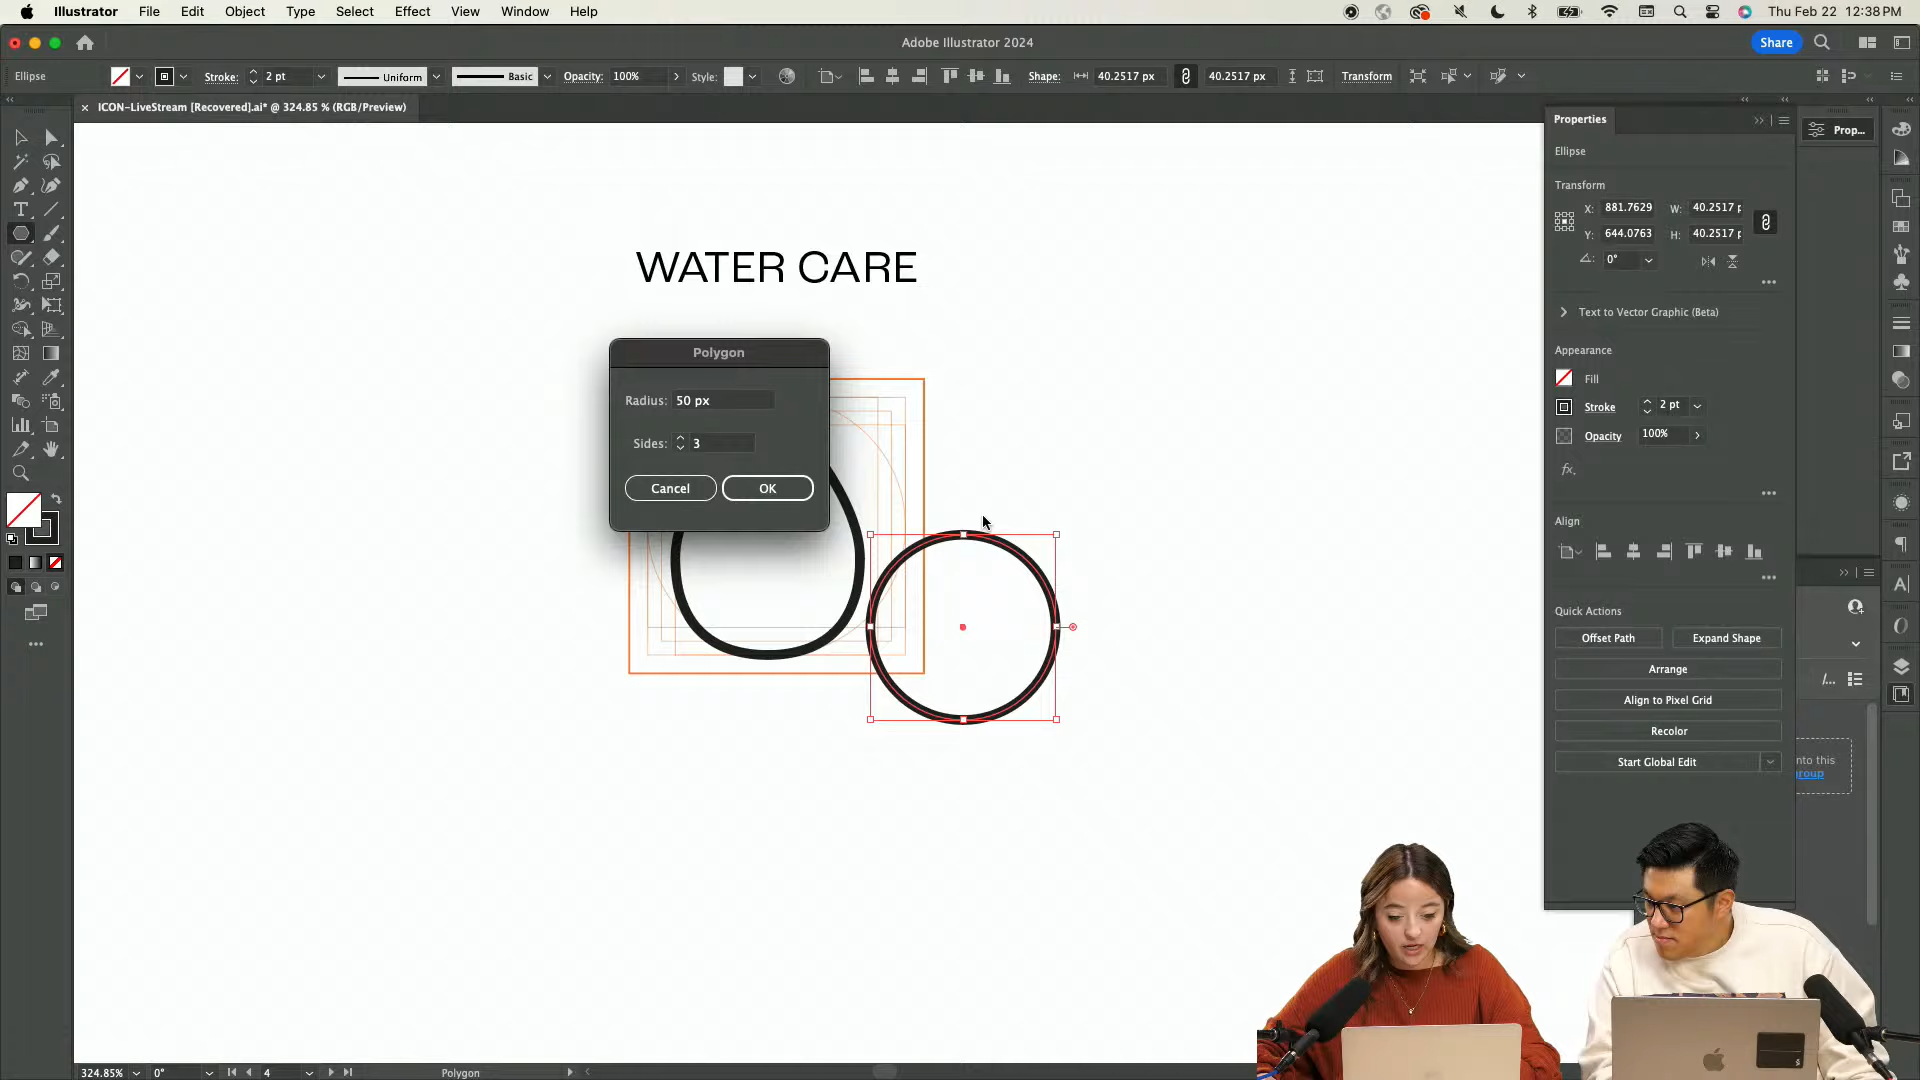 Illustrator File Edit Object Type Select Effect View Window Help
Thu Feb 22 12:38 PM
Adobe Illustrator 2024
Share
Ellipse
Stroke: 2 pt
Uniform
Basic
Opacity: 100%
Style:
Shape: 40.2517 px 40.2517 px
Transform
× ICON-LiveStream [Recovered].ai* @ 324.85 % (RGB/Preview)
Properties
Prop...
Ellipse
Transform
X: 881.7629 W: 40.2517 p
Y: 644.0763 H: 40.2517 p
0°
Text to Vector Graphic (Beta)
Appearance
Fill
Stroke 2 pt
Opacity 100%
fx.
Align
Quick Actions
Offset Path Expand Shape
Arrange
Align to Pixel Grid
Recolor
Start Global Edit
nto this
group
WATER CARE
Polygon
Radius: 50 px
Sides: 3
Cancel OK
324.85% 0° 4 Polygon